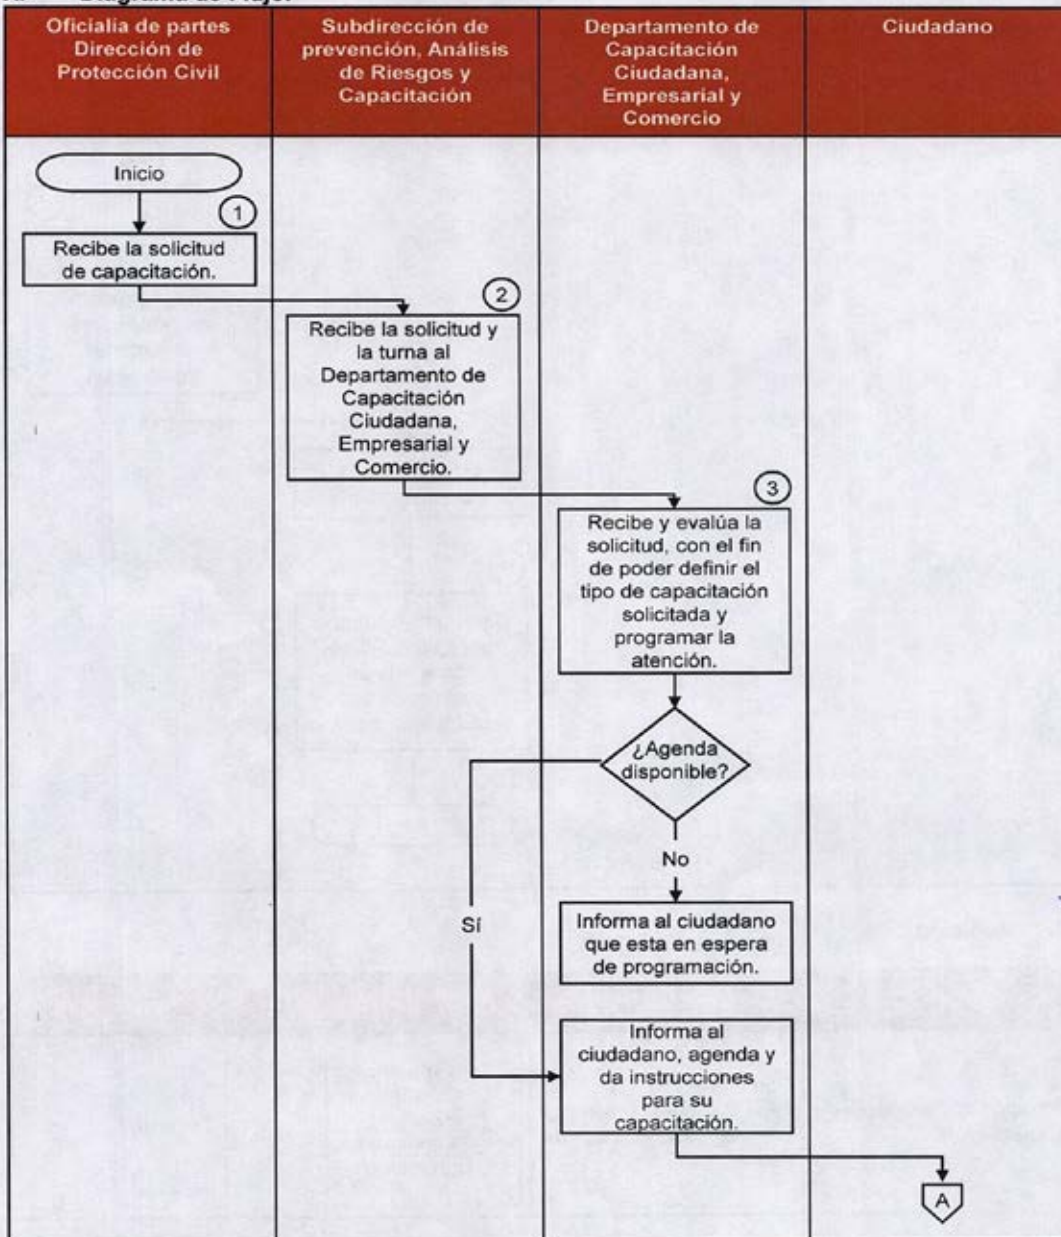 Oficialia de partes
Dirección de
Protección Civil
Subdirección de
prevención, Análisis
de Riesgos y
Capacitación
Departamento de
Capacitación
Ciudadana,
Empresarial y
Comercio
Ciudadano
Inicio
1
Recibe la solicitud
de capacitación.
2
Recibe la solicitud y
la turna al
Departamento de
Capacitación
Ciudadana,
Empresarial y
Comercio.
3
Recibe y evalúa la
solicitud, con el fin
de poder definir el
tipo de capacitación
solicitada y
programar la
atención.
¿Agenda
disponible?
No
Sí
Informa al ciudadano
que esta en espera
de programación.
Informa al
ciudadano, agenda y
da instrucciones
para su
capacitación.
A